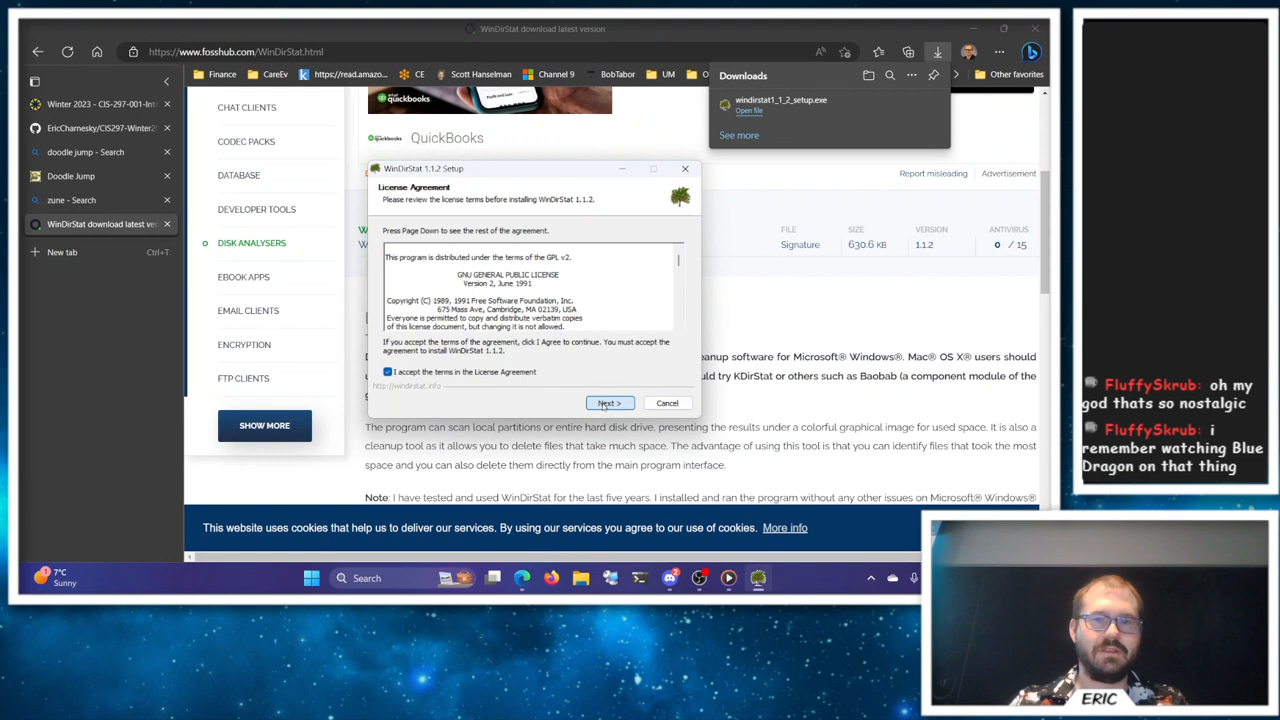 WinDirStat download latest version
https://www.fosshub.com/WinDirStat.html
Finance
CareEv
https://read.amazo...
CE
Scott Hanselman
Channel 9
BobTabor
UM
Other favorites
Downloads
windirstat1_1_2_setup.exe
Open file
See more
Winter 2023 - CIS-297-001-Int
EricCharnesky/CIS297-Winter2
doodle jump - Search
Doodle Jump
zune - Search
WinDirStat download latest ve
New tab
Ctrl+T
CHAT CLIENTS
CODEC PACKS
DATABASE
DEVELOPER TOOLS
DISK ANALYSERS
EBOOK APPS
EMAIL CLIENTS
ENCRYPTION
FTP CLIENTS
SHOW MORE
quickbooks
QuickBooks
Report misleading
Advertisement
FILE
Signature
SIZE
630.6 KB
VERSION
1.1.2
ANTIVIRUS
0 / 15
WinDirStat 1.1.2 Setup
License Agreement
Please review the license terms before installing WinDirStat 1.1.2.
Press Page Down to see the rest of the agreement.
This program is distributed under the terms of the GPL v2.
GNU GENERAL PUBLIC LICENSE
Version 2, June 1991
Copyright (C) 1989, 1991 Free Software Foundation, Inc.
675 Mass Ave, Cambridge, MA 02139, USA
Everyone is permitted to copy and distribute verbatim copies
of this license document, but changing it is not allowed.
If you accept the terms of the agreement, click I Agree to continue. You must accept the
agreement to install WinDirStat 1.1.2.
I accept the terms in the License Agreement
http://windirstat.info
Next >
Cancel
eanup software for Microsoft® Windows®. Mac® OS X® users should
uld try KDirStat or others such as Baobab (a component module of the
The program can scan local partitions or entire hard disk drive, presenting the results under a colorful graphical image for used space. It is also a
cleanup tool as it allows you to delete files that take much space. The advantage of using this tool is that you can identify files that took the most
space and you can also delete them directly from the main program interface.
Note: I have tested and used WinDirStat for the last five years. I installed and ran the program without any other issues on Microsoft® Windows®
This website uses cookies that help us to deliver our services. By using our services you agree to our use of cookies. More info
1
7°C
Sunny
Search
2
FluffySkrub: oh my
god thats so nostalgic
FluffySkrub: i
remember watching Blue
Dragon on that thing
ERIC